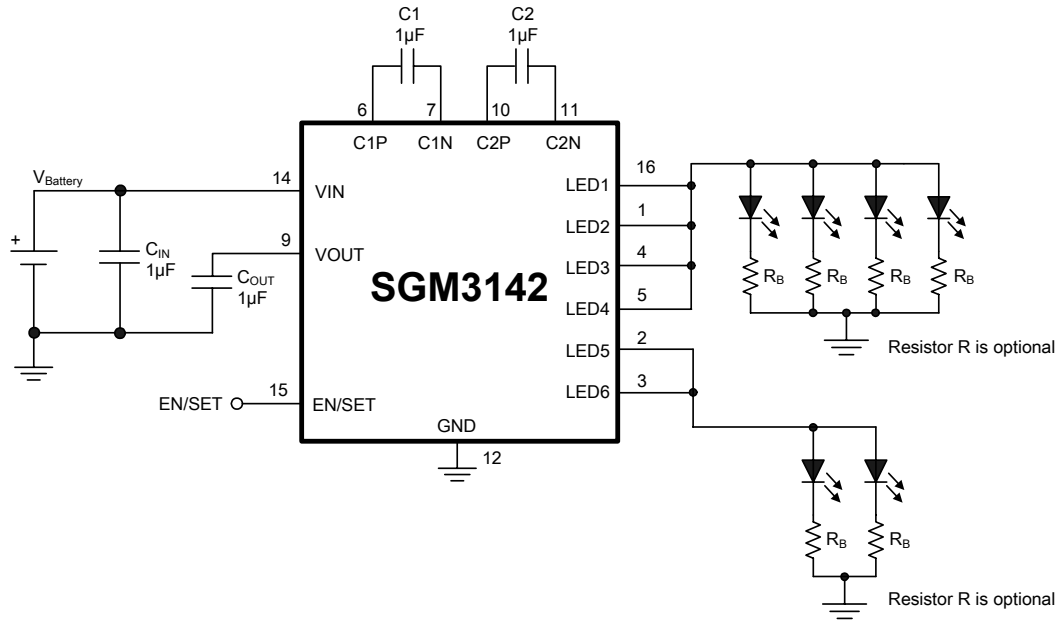 C1
1µF
C2
1µF
6
7
10
11
C1P
C1N
C2P
C2N
VBattery
14
VIN
+
CIN
1µF
9
VOUT
COUT
1µF
SGM3142
EN/SET
15
EN/SET
GND
12
LED1
16
LED2
1
LED3
4
LED4
5
LED5
2
LED6
3
RB
RB
RB
RB
Resistor R is optional
RB
RB
Resistor R is optional